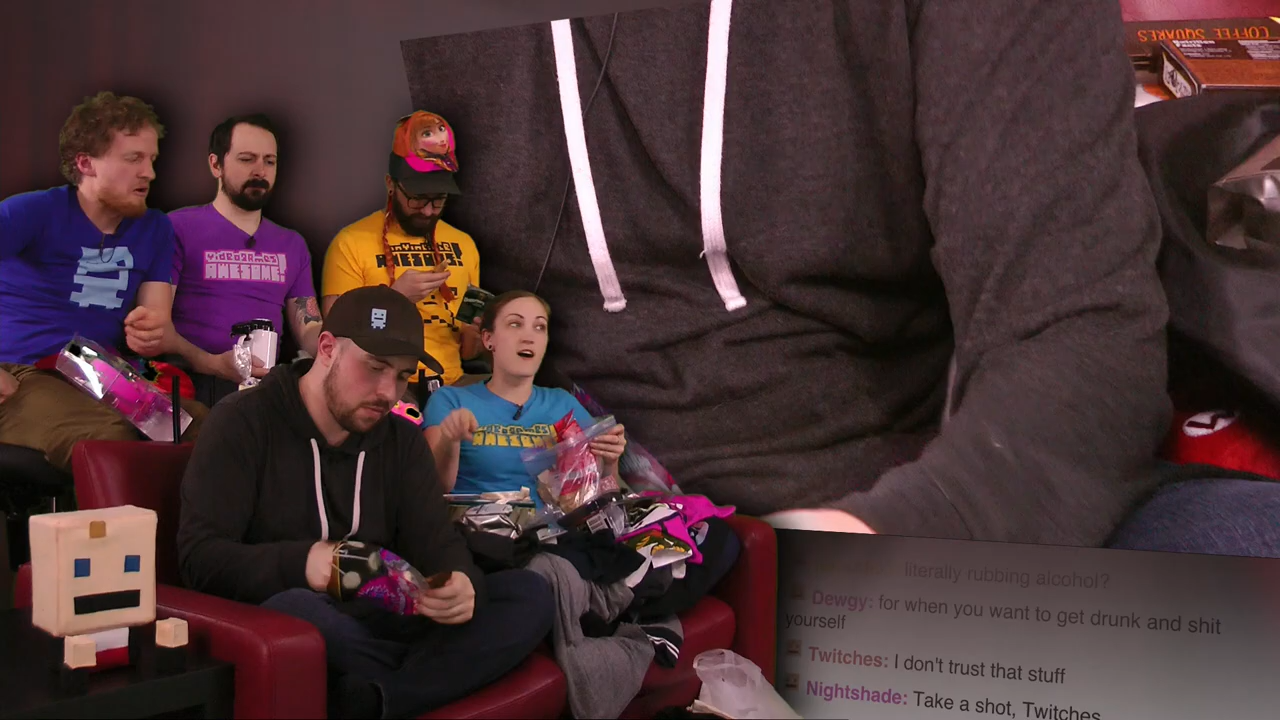 COFFEE SQUARES
VIDEOGAMES
AWESOME!
AWESOME!
literally rubbing alcohol?
Dewgy: for when you want to get drunk and shit
yourself
Twitches: I don't trust that stuff
Nightshade: Take a shot, Twitches